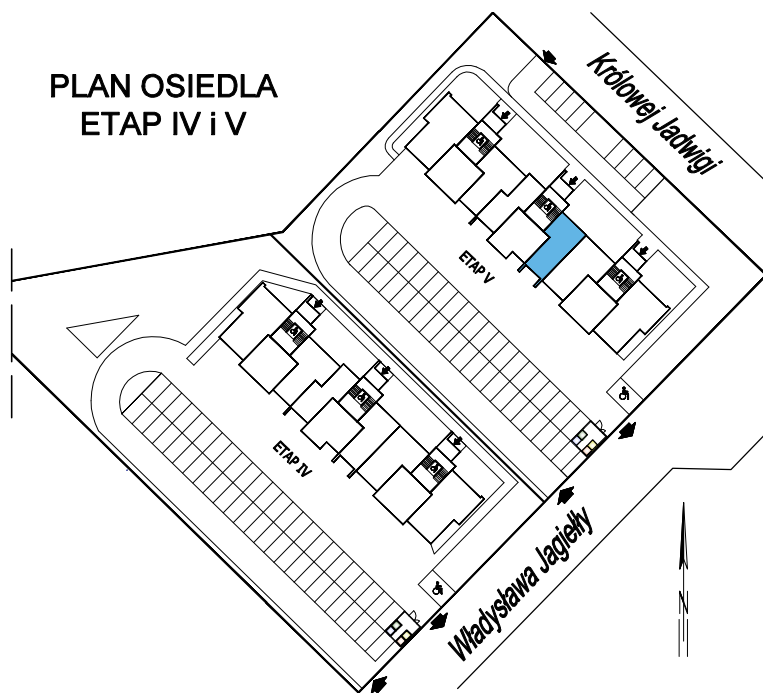 PLAN OSIEDLA
ETAP IV i V
Królowej Jadwigi
ETAP V
ETAP IV
Władysława Jagiełły
N